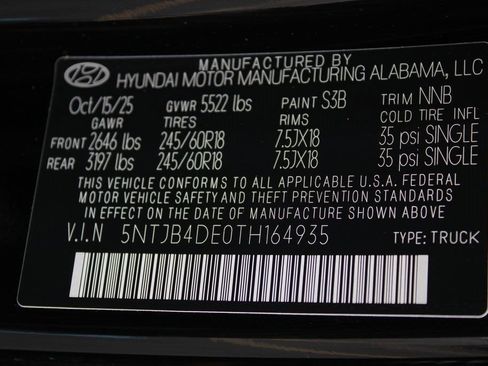 MANUFACTURED BY
HYUNDAI MOTOR MANUFACTURING ALABAMA, LLC
Oct/15/25 GVWR 5522 lbs PAINT S3B TRIM NNB
GAWR TIRES RIMS COLD TIRE INFL
FRONT 2646 lbs 245/60R18 7.5JX18 35 psi SINGLE
REAR 3197 lbs 245/60R18 7.5JX18 35 psi SINGLE
THIS VEHICLE CONFORMS TO ALL APPLICABLE U.S.A. FEDERAL
MOTOR VEHICLE SAFETY AND THEFT PREVENTION STANDARDS
IN EFFECT ON THE DATE OF MANUFACTURE SHOWN ABOVE.
V.I.N 5NTJB4DE0TH164935 TYPE: TRUCK